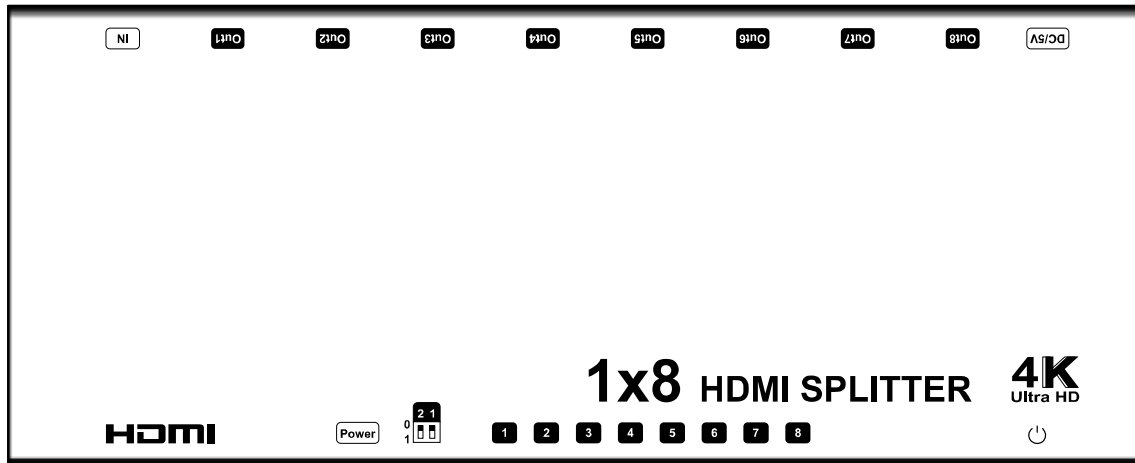 IN Out1 Out2 Out3 Out4 Out5 Out6 Out7 Out8 DC/5V
1x8 HDMI SPLITTER
4K
Ultra HD
HDMI
Power
2 1
0
1
1 2 3 4 5 6 7 8